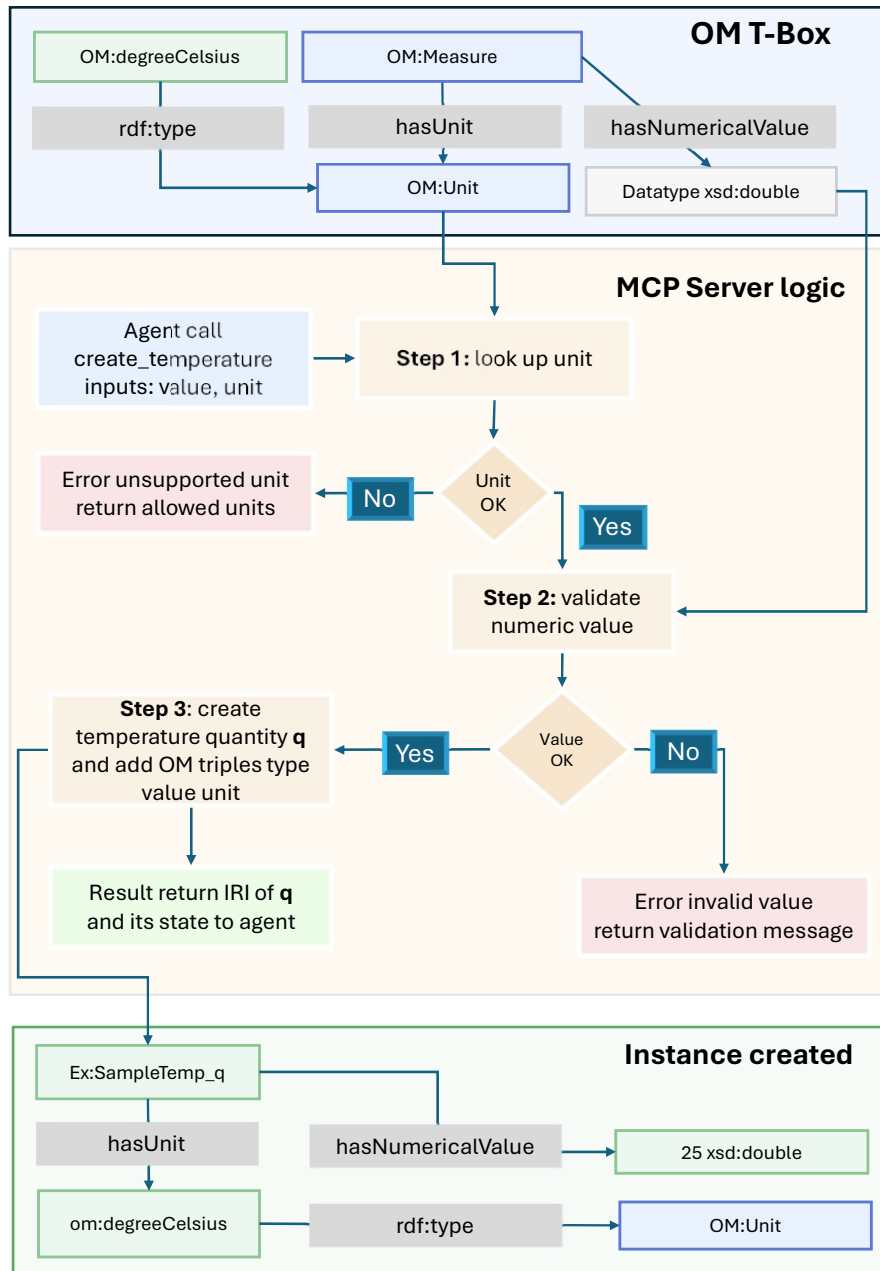 OM T-Box
OM:degreeCelsius
OM:Measure
rdf:type
hasUnit
hasNumericalValue
OM:Unit
Datatype xsd:double
MCP Server logic
Agent call
create_temperature
inputs: value, unit
Step 1: look up unit
Error unsupported unit
return allowed units
No
Unit
OK
Yes
Step 2: validate
numeric value
Step 3: create
temperature quantity q
and add OM triples type
value unit
Yes
Value
OK
No
Result return IRI of q
and its state to agent
Error invalid value
return validation message
Instance created
Ex:SampleTemp_q
hasUnit
hasNumericalValue
25 xsd:double
om:degreeCelsius
rdf:type
OM:Unit